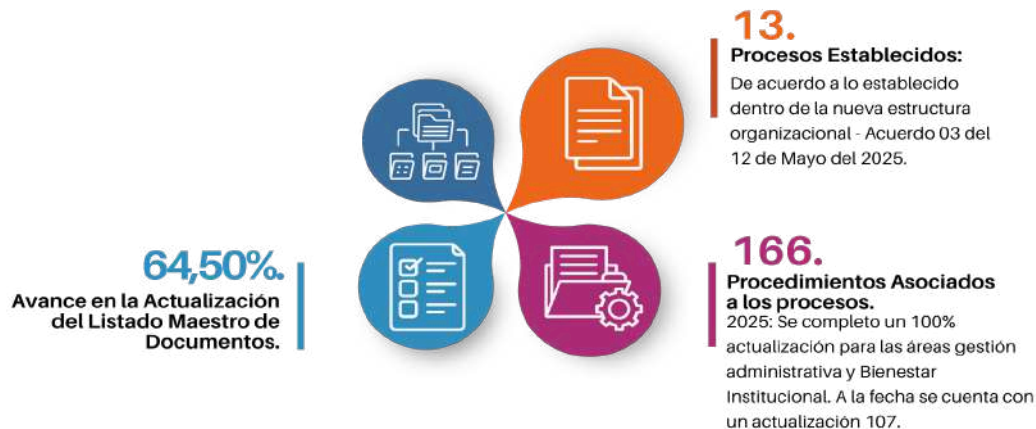 13.
Procesos Establecidos:
De acuerdo a lo establecido
dentro de la nueva estructura
organizacional - Acuerdo 03 del
12 de Mayo del 2025.
64,50%.
Avance en la Actualización
del Listado Maestro de
Documentos.
166.
Procedimientos Asociados
a los procesos.
2025: Se completo un 100%
actualización para las áreas gestión
administrativa y Bienestar
Institucional. A la fecha se cuenta con
un actualización 107.